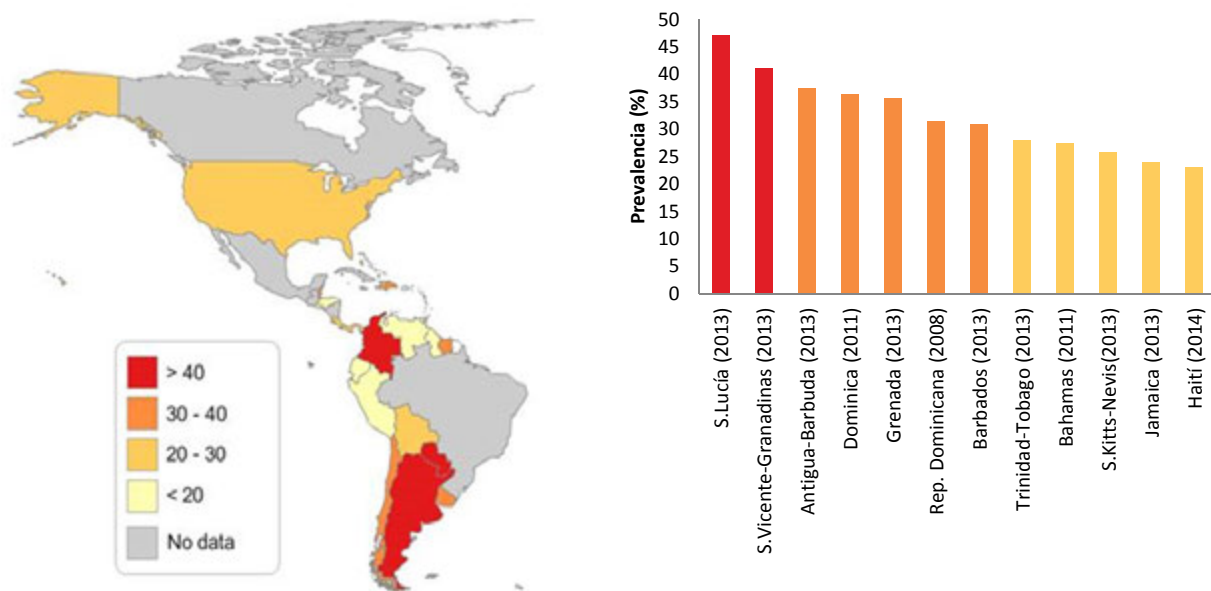 > 40
30 - 40
20 - 30
< 20
No data
Prevalencia (%)
50
45
40
35
30
25
20
15
10
5
0
S.Lucía (2013)
S.Vicente-Granadinas (2013)
Antigua-Barbuda (2013)
Dominica (2011)
Grenada (2013)
Rep. Dominicana (2008)
Barbados (2013)
Trinidad-Tobago (2013)
Bahamas (2011)
S.Kitts-Nevis(2013)
Jamaica (2013)
Haití (2014)